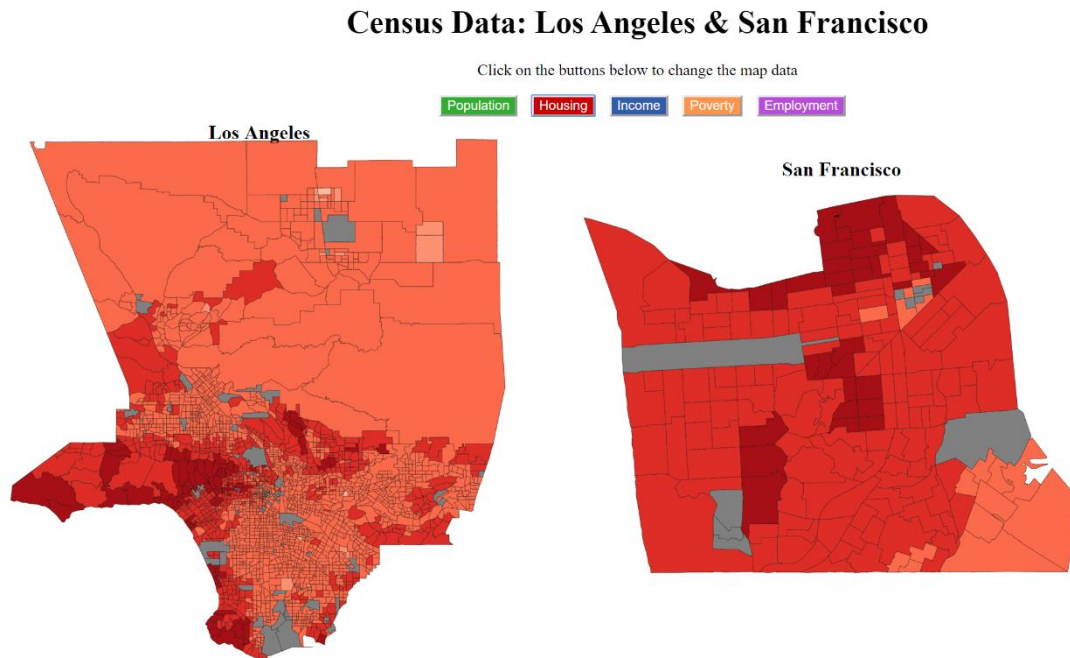 Census Data: Los Angeles & San Francisco
Click on the buttons below to change the map data
Population Housing Income Poverty Employment
Los Angeles
San Francisco